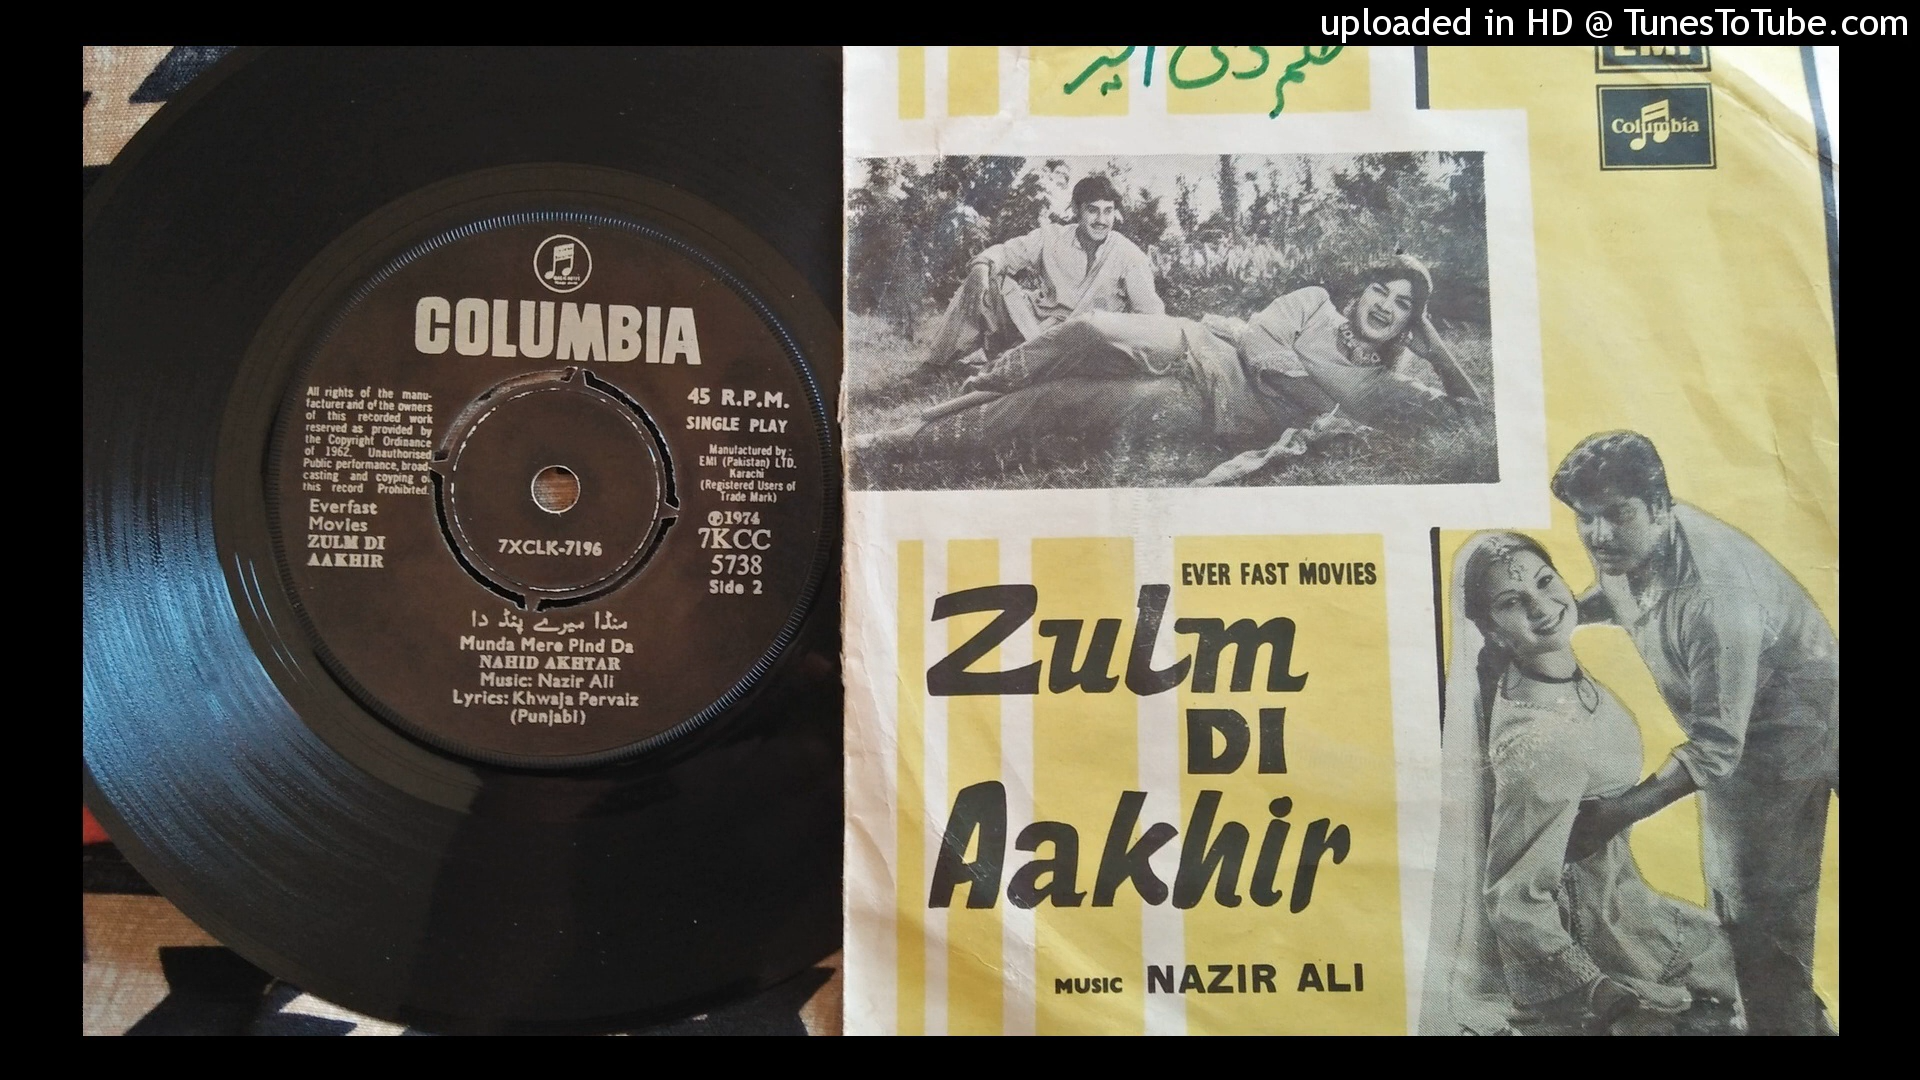 uploaded in HD @ TunesToTube.com
COLUMBIA
All rights of the manu-
facturer and of the owners
of this recorded work
reserved as provided by
the Copyright Ordinance
of 1962. Unauthorised
Public performance, broad-
casting and coyping of
this record Prohibited.
Everfast
Movies
ZULM DI
AAKHIR
45 R.P.M.
SINGLE PLAY
Manufactured by:
EMI (Pakistan) LTD.
Karachi
(Registered Users of
Trade Mark)
Ⓟ1974
7KCC
5738
Side 2
7XCLK-7196
منڈا میرے پنڈ دا
Munda Mere Pind Da
NAHID AKHTAR
Music: Nazir Ali
Lyrics: Khwaja Pervaiz
(Punjabi)
EMI
Columbia
EVER FAST MOVIES
Zulm
DI
Aakhir
MUSIC NAZIR ALI